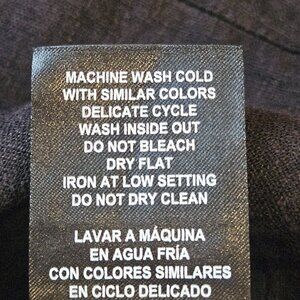 MACHINE WASH COLD
WITH SIMILAR COLORS
DELICATE CYCLE
WASH INSIDE OUT
DO NOT BLEACH
DRY FLAT
IRON AT LOW SETTING
DO NOT DRY CLEAN
LAVAR A MÁQUINA
EN AGUA FRÍA
CON COLORES SIMILARES
EN CICLO DELICADO